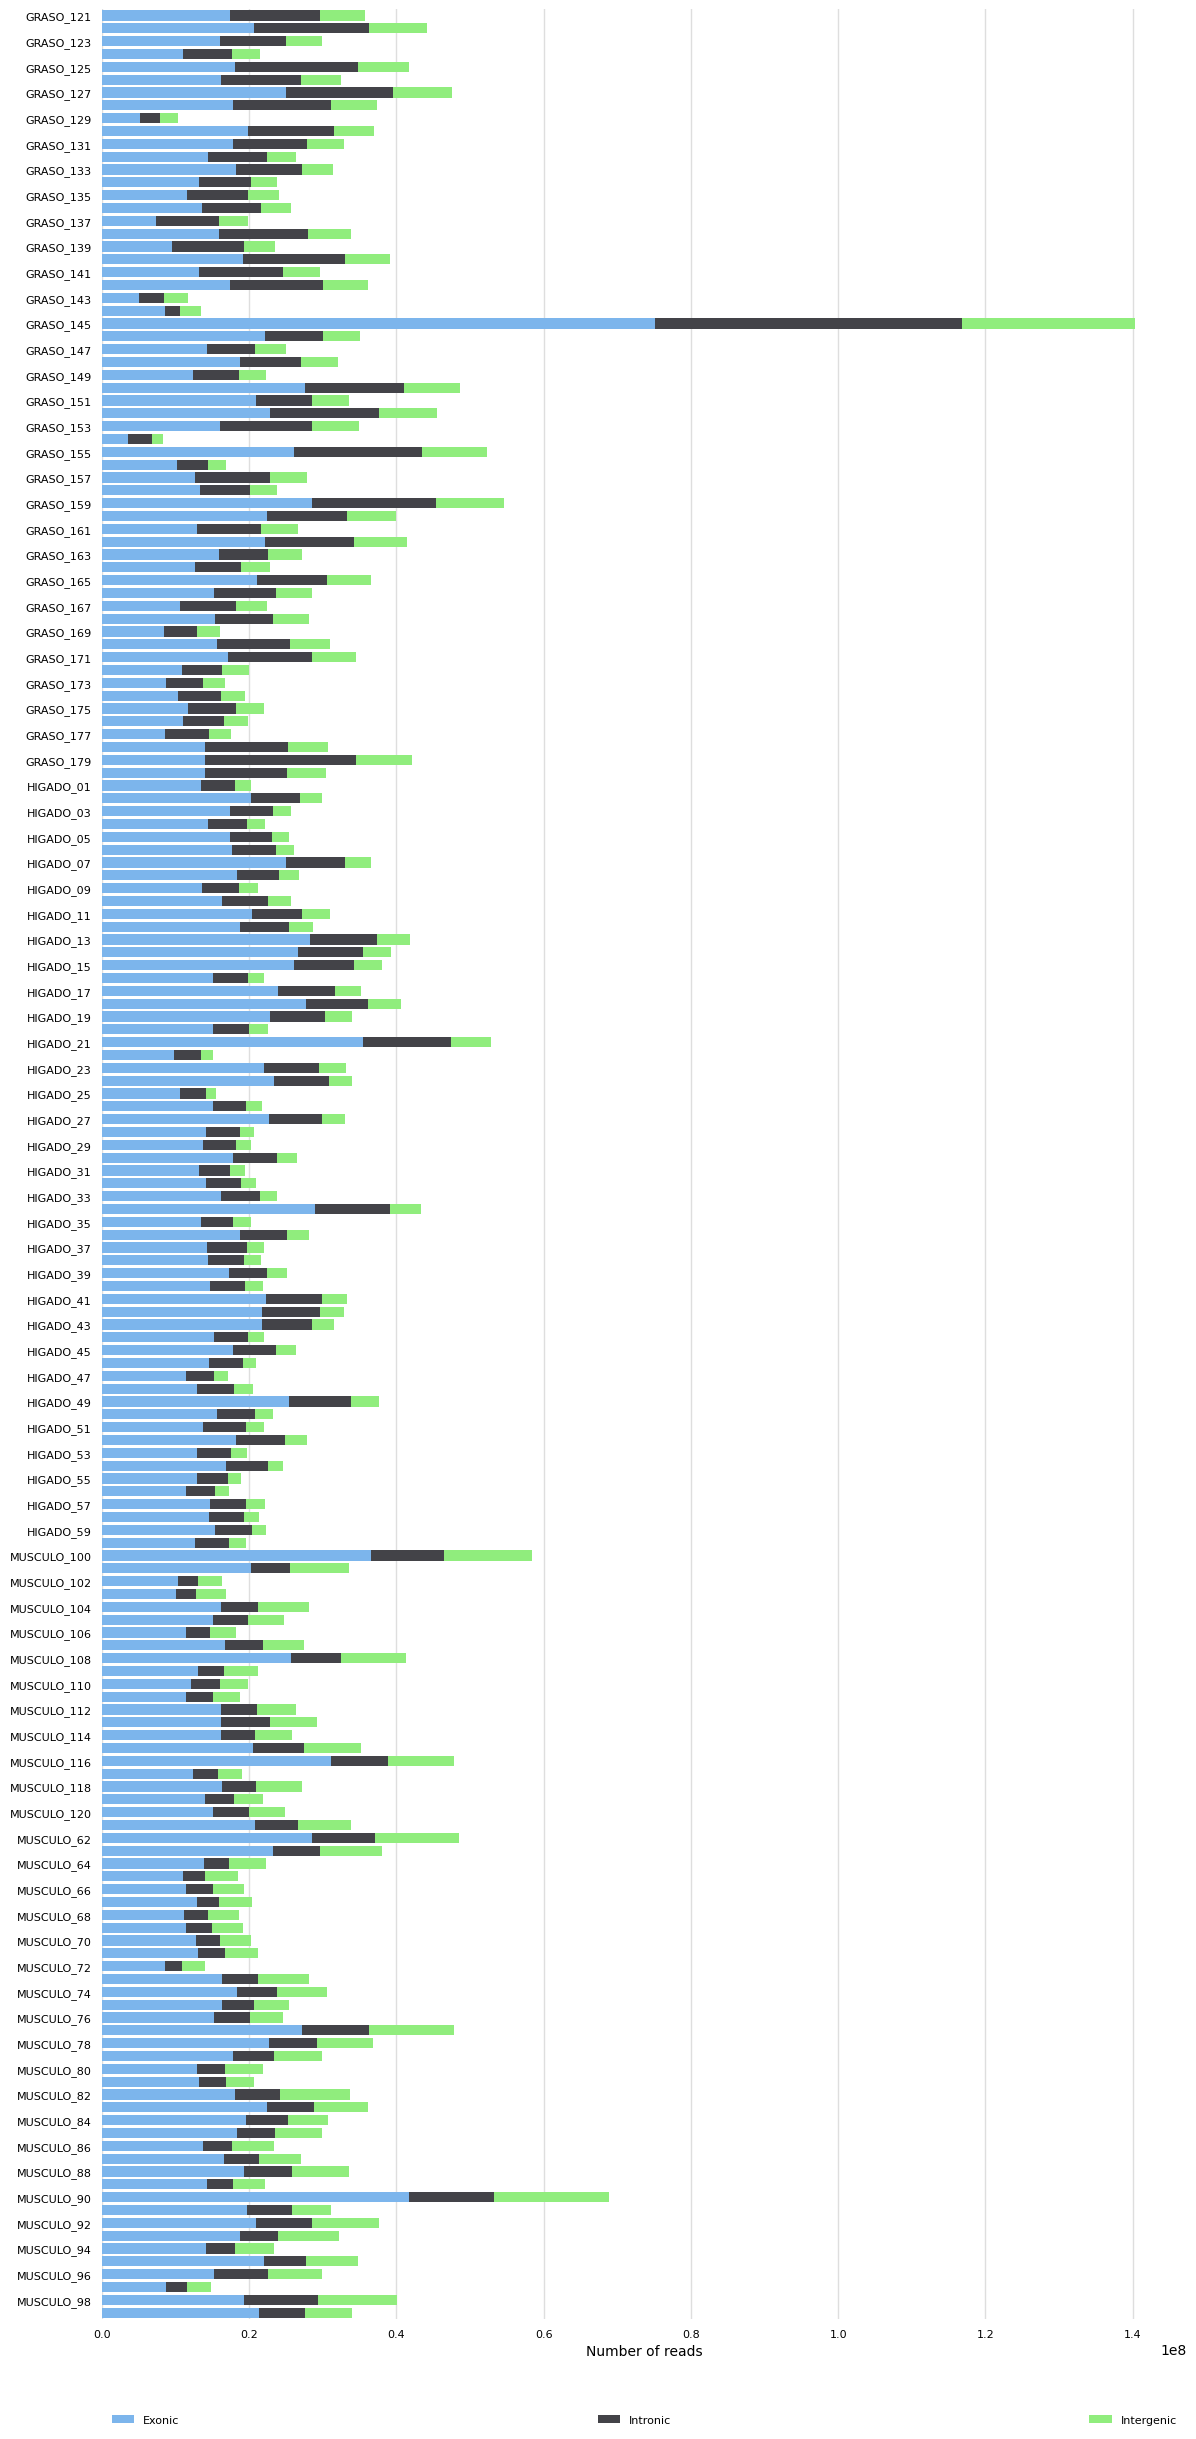 GRASO_121
GRASO_123
GRASO_125
GRASO_127
GRASO_129
GRASO_131
GRASO_133
GRASO_135
GRASO_137
GRASO_139
GRASO_141
GRASO_143
GRASO_145
GRASO_147
GRASO_149
GRASO_151
GRASO_153
GRASO_155
GRASO_157
GRASO_159
GRASO_161
GRASO_163
GRASO_165
GRASO_167
GRASO_169
GRASO_171
GRASO_173
GRASO_175
GRASO_177
GRASO_179
HIGADO_01
HIGADO_03
HIGADO_05
HIGADO_07
HIGADO_09
HIGADO_11
HIGADO_13
HIGADO_15
HIGADO_17
HIGADO_19
HIGADO_21
HIGADO_23
HIGADO_25
HIGADO_27
HIGADO_29
HIGADO_31
HIGADO_33
HIGADO_35
HIGADO_37
HIGADO_39
HIGADO_41
HIGADO_43
HIGADO_45
HIGADO_47
HIGADO_49
HIGADO_51
HIGADO_53
HIGADO_55
HIGADO_57
HIGADO_59
MUSCULO_100
MUSCULO_102
MUSCULO_104
MUSCULO_106
MUSCULO_108
MUSCULO_110
MUSCULO_112
MUSCULO_114
MUSCULO_116
MUSCULO_118
MUSCULO_120
MUSCULO_62
MUSCULO_64
MUSCULO_66
MUSCULO_68
MUSCULO_70
MUSCULO_72
MUSCULO_74
MUSCULO_76
MUSCULO_78
MUSCULO_80
MUSCULO_82
MUSCULO_84
MUSCULO_86
MUSCULO_88
MUSCULO_90
MUSCULO_92
MUSCULO_94
MUSCULO_96
MUSCULO_98
0.0 0.2 0.4 0.6 0.8 1.0 1.2 1.4
Number of reads 1e8
Exonic Intronic Intergenic